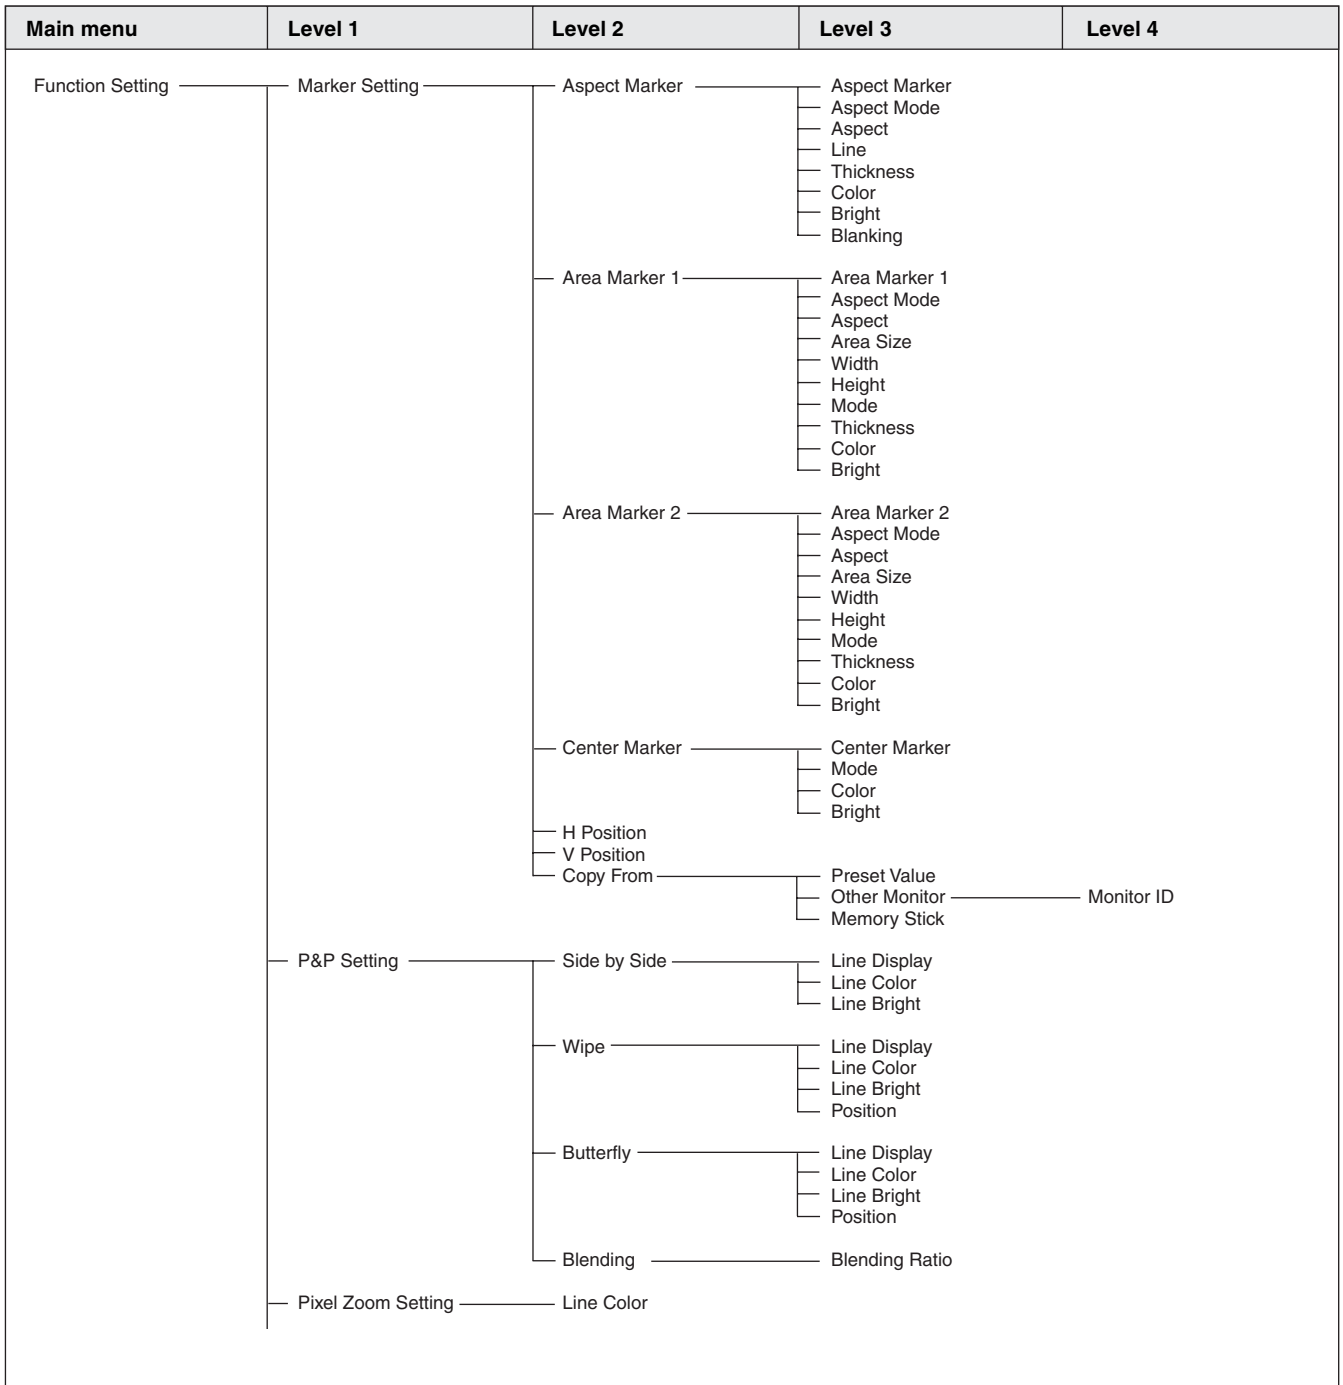 Main menu Level 1 Level 2 Level 3 Level 4
Function Setting Marker Setting Aspect Marker Aspect Marker
Aspect Mode
Aspect
Line
Thickness
Color
Bright
Blanking
Area Marker 1 Area Marker 1
Aspect Mode
Aspect
Area Size
Width
Height
Mode
Thickness
Color
Bright
Area Marker 2 Area Marker 2
Aspect Mode
Aspect
Area Size
Width
Height
Mode
Thickness
Color
Bright
Center Marker Center Marker
Mode
Color
Bright
H Position
V Position
Copy From Preset Value
Other Monitor Monitor ID
Memory Stick
P&P Setting Side by Side Line Display
Line Color
Line Bright
Wipe Line Display
Line Color
Line Bright
Position
Butterfly Line Display
Line Color
Line Bright
Position
Blending Blending Ratio
Pixel Zoom Setting Line Color